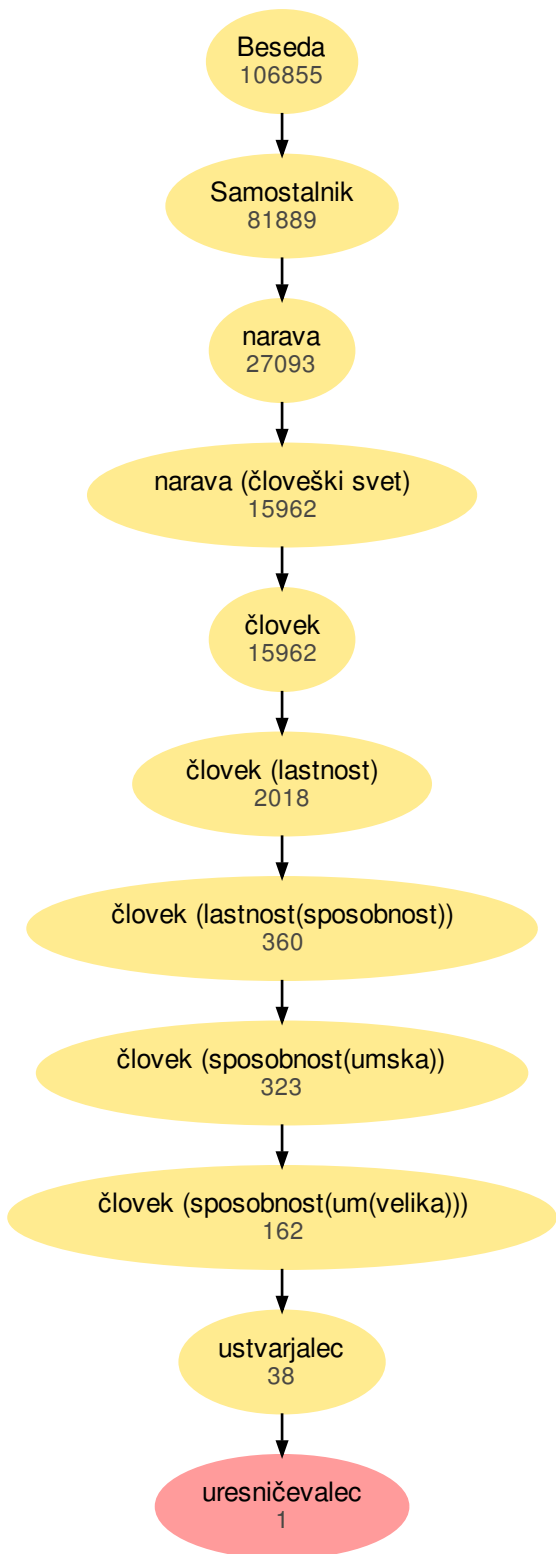 Beseda
106855
Samostalnik
81889
narava
27093
narava (človeški svet)
15962
človek
15962
človek (lastnost)
2018
človek (lastnost(sposobnost))
360
človek (sposobnost(umska))
323
človek (sposobnost(um(velika)))
162
ustvarjalec
38
uresničevalec
1